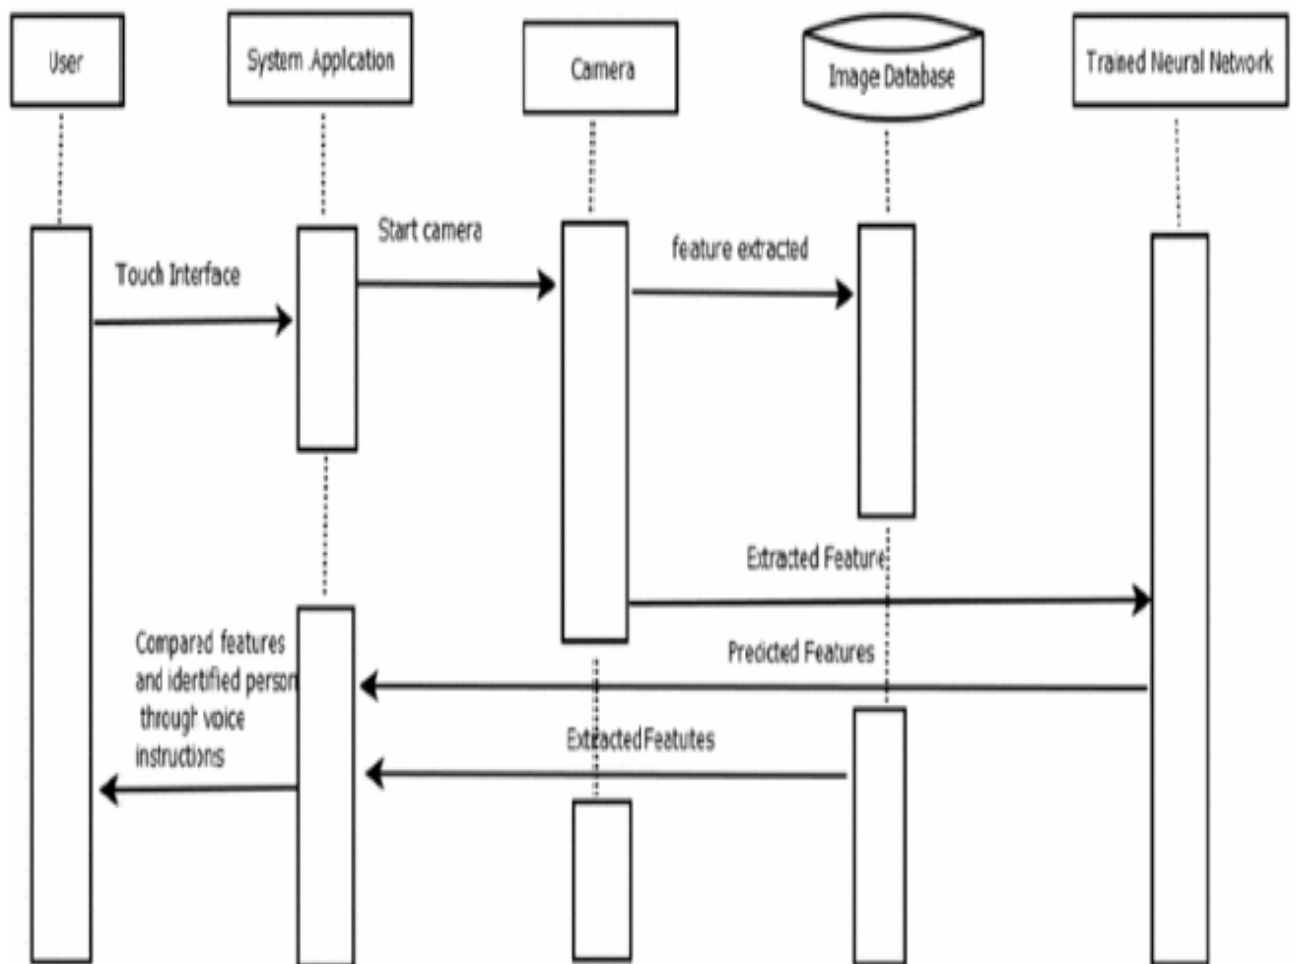 User
System Applcation
Camera
Image Database
Trained Neural Network
Start camera
feature extracted
Touch Interface
Extracted Feature
Compared features
and identified person
through voice
instructions
Predicted Features
Extracted Featutes